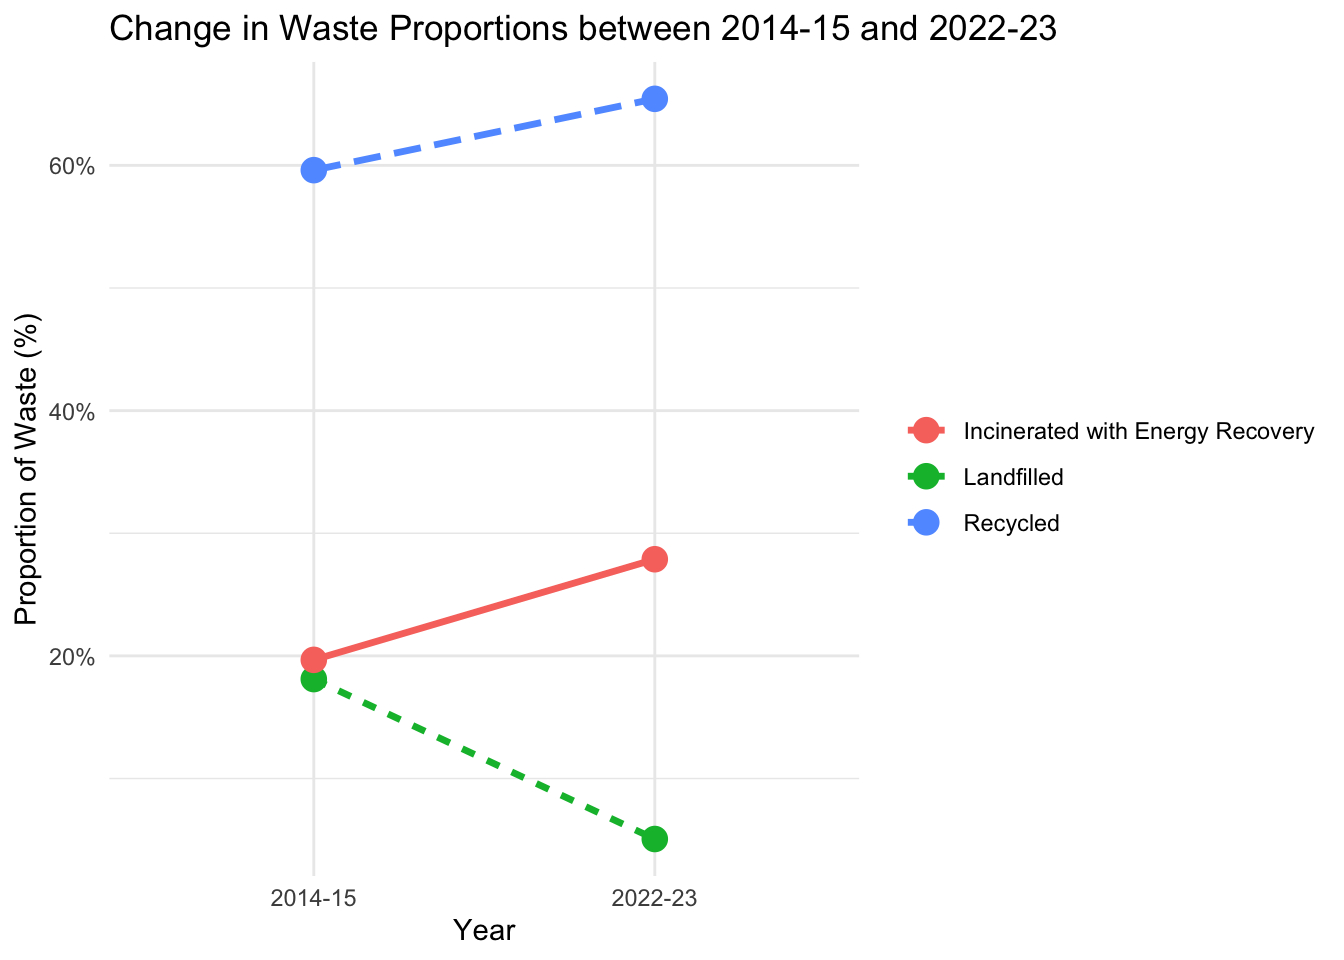 Change in Waste Proportions between 2014-15 and 2022-23
Proportion of Waste (%)
60%
40%
20%
2014-15
2022-23
Year
Incinerated with Energy Recovery
Landfilled
Recycled